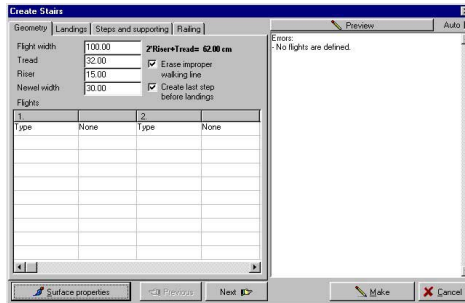 Create Stairs
Geometry Landings Steps and supporting Railing
Flight width 100.00 2*Riser+Tread= 62.00 cm
Tread 32.00 Erase improper
Riser 15.00 walking line
Newel width 30.00 Create last step
before landings
Flights
1. 2.
Type None Type None
Surface properties Previous Next
Preview Auto
Errors:
- No flights are defined.
Make Cancel